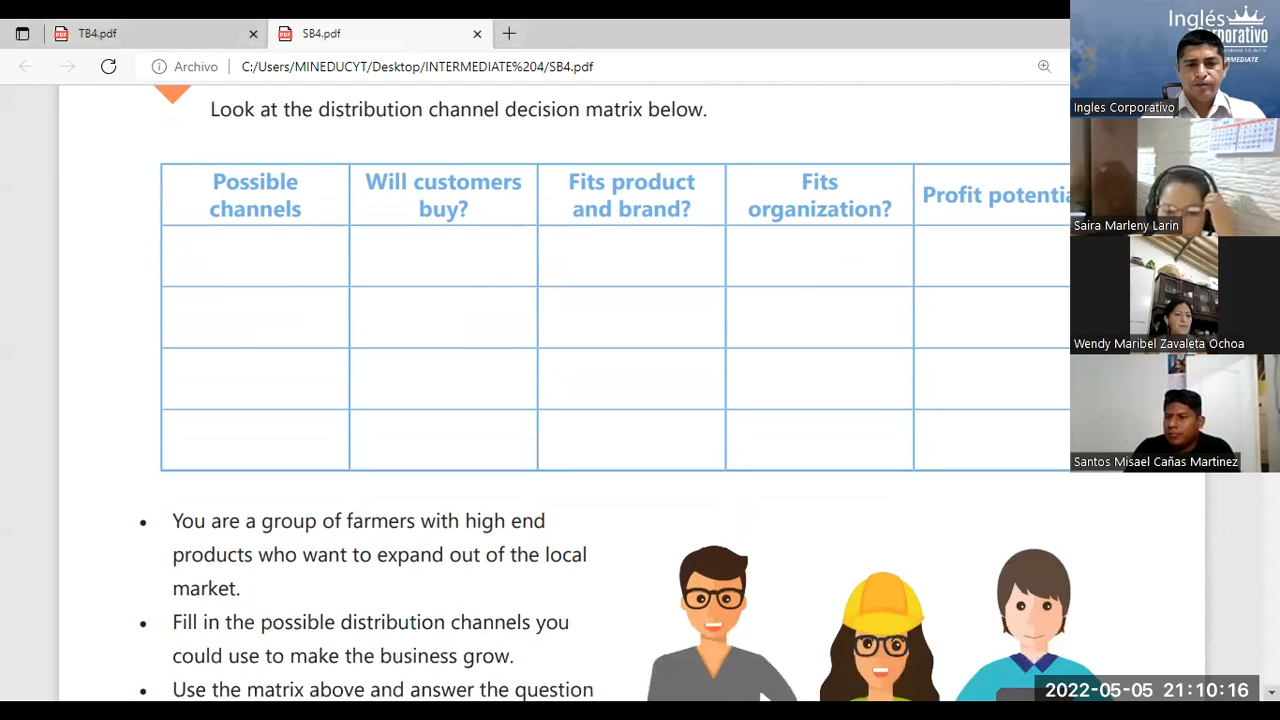 TB4.pdf
SB4.pdf
Archivo
C:/Users/MINEDUCYT/Desktop/INTERMEDIATE%204/SB4.pdf
Look at the distribution channel decision matrix below.
Possible channels
Will customers buy?
Fits product and brand?
Fits organization?
Profit
You are a group of farmers with high end
products who want to expand out of the local
market.
Fill in the possible distribution channels you
could use to make the business grow.
Use the matrix above and answer the question
Inglés
INTERMEDIATE
Ingles Corporativo
Saira Marleny Larin
Wendy Maribel Zavaleta Ochoa
Santos Misael Cañas Martinez
2022-05-05 21:10:16